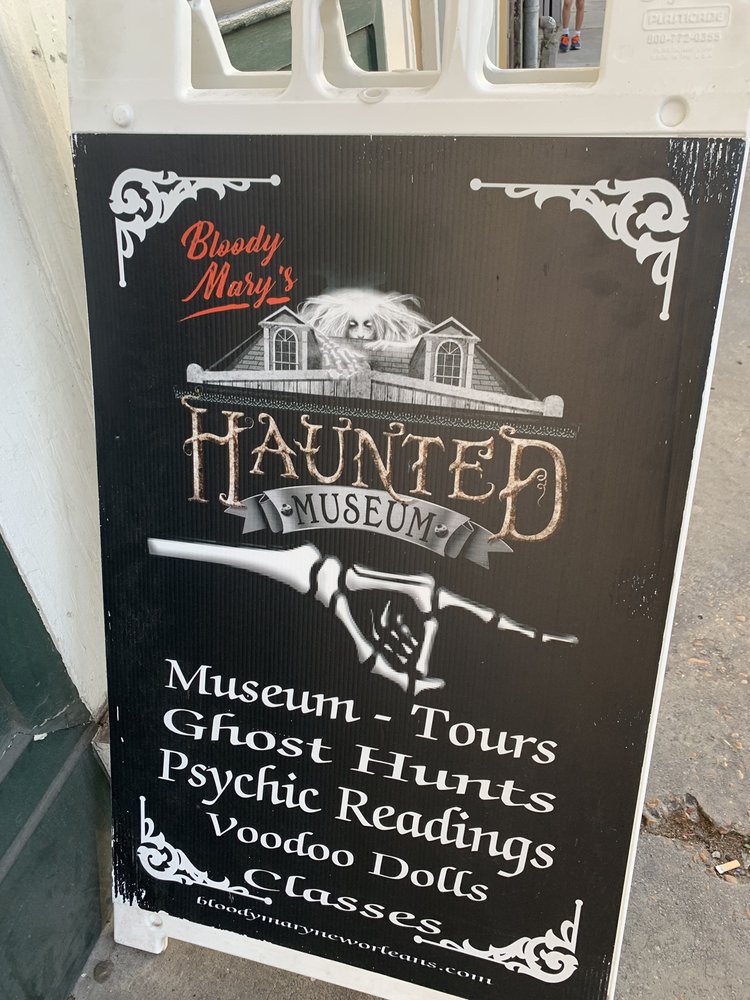 PLASTICADE
800-772-0355
Bloody
Mary's
HAUNTED
MUSEUM
Museum - Tours
Ghost Hunts
Psychic Readings
Voodoo Dolls
Classes
bloodymaryneworleans.com